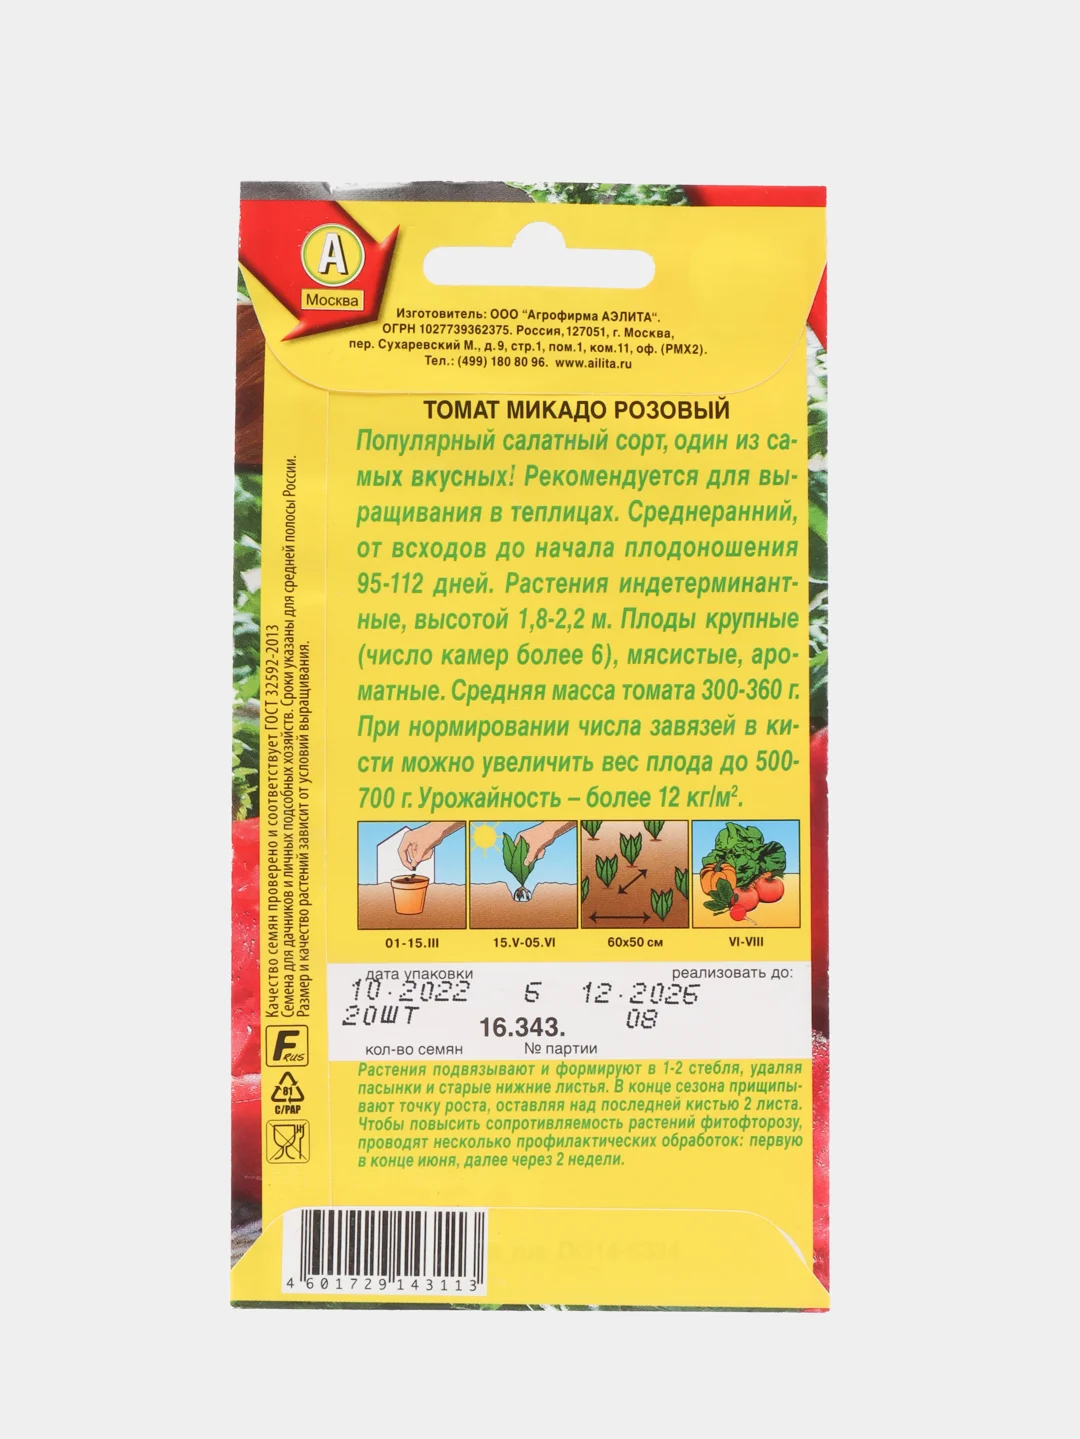 А
Москва
Изготовитель: ООО “Агрофирма АЭЛИТА“.
ОГРН 1027739362375. Россия, 127051, г. Москва,
пер. Сухаревский М., д.9, стр.1, пом.1, ком.11, оф. (РМХ2).
Тел.: (499) 180 80 96. www.ailita.ru
ТОМАТ МИКАДО РОЗОВЫЙ
Популярный салатный сорт, один из са-
мых вкусных! Рекомендуется для вы-
ращивания в теплицах. Среднеранний,
от всходов до начала плодоношения
95-112 дней. Растения индетерминант-
ные, высотой 1,8-2,2 м. Плоды крупные
(число камер более 6), мясистые, аро-
матные. Средняя масса томата 300-360 г.
При нормировании числа завязей в ки-
сти можно увеличить вес плода до 500-
700 г. Урожайность – более 12 кг/м².
01-15.III
15.V-05.VI
60х50 см
VI-VIII
дата упаковки
реализовать до:
10.2022 6 12.2026
20ШТ 16.343. 08
кол-во семян
№ партии
Растения подвязывают и формируют в 1-2 стебля, удаляя
пасынки и старые нижние листья. В конце сезона прищипы-
вают точку роста, оставляя над последней кистью 2 листа.
Чтобы повысить сопротивляемость растений фитофторозу,
проводят несколько профилактических обработок: первую
в конце июня, далее через 2 недели.
Качество семян проверено и соответствует ГОСТ 32592-2013
Семена для дачников и личных подсобных хозяйств. Сроки указаны для средней полосы России.
Размер и качество растений зависит от условий выращивания.
F RUS
81
C/PAP
4 601729 143113